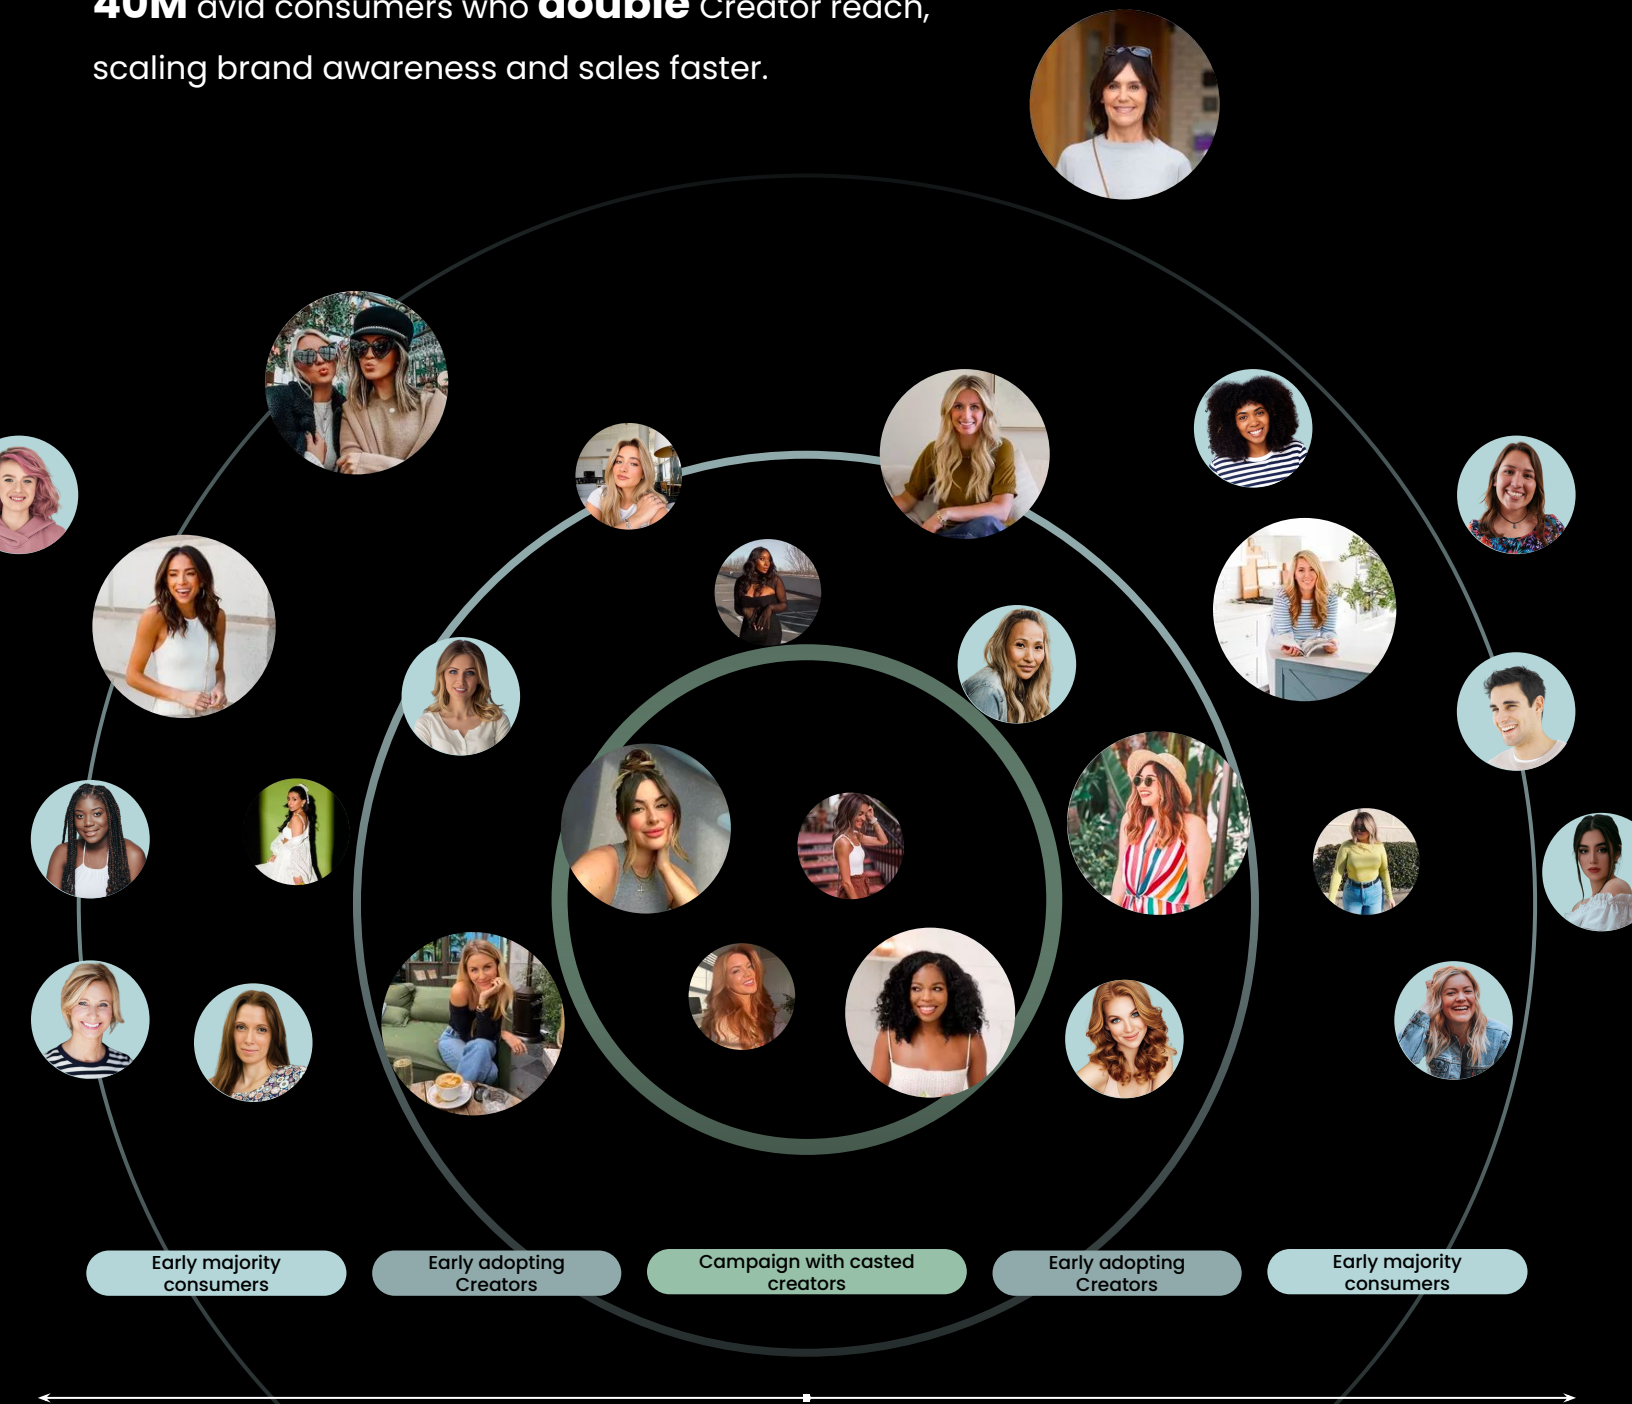 40M avid consumers who double Creator reach,
scaling brand awareness and sales faster.
Early majority
consumers
Early adopting
Creators
Campaign with casted
creators
Early adopting
Creators
Early majority
consumers